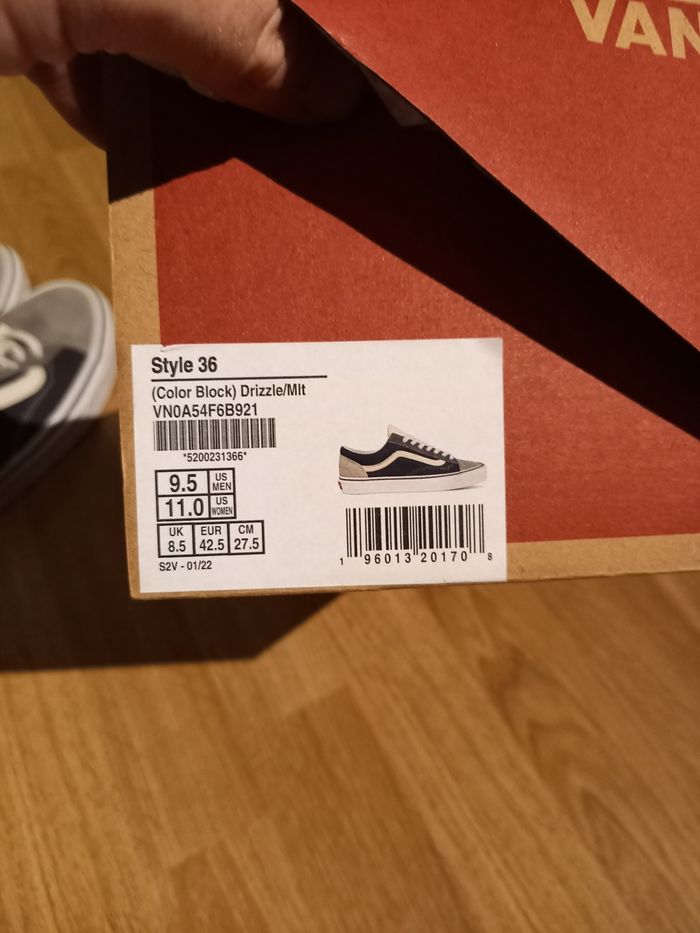 VAN
Style 36
(Color Block) Drizzle/Mlt
VN0A54F6B921
*5200231366*
9.5 US MEN
11.0 US WOMEN
UK EUR CM
8.5 42.5 27.5
S2V - 01/22
1 96013 20170 8